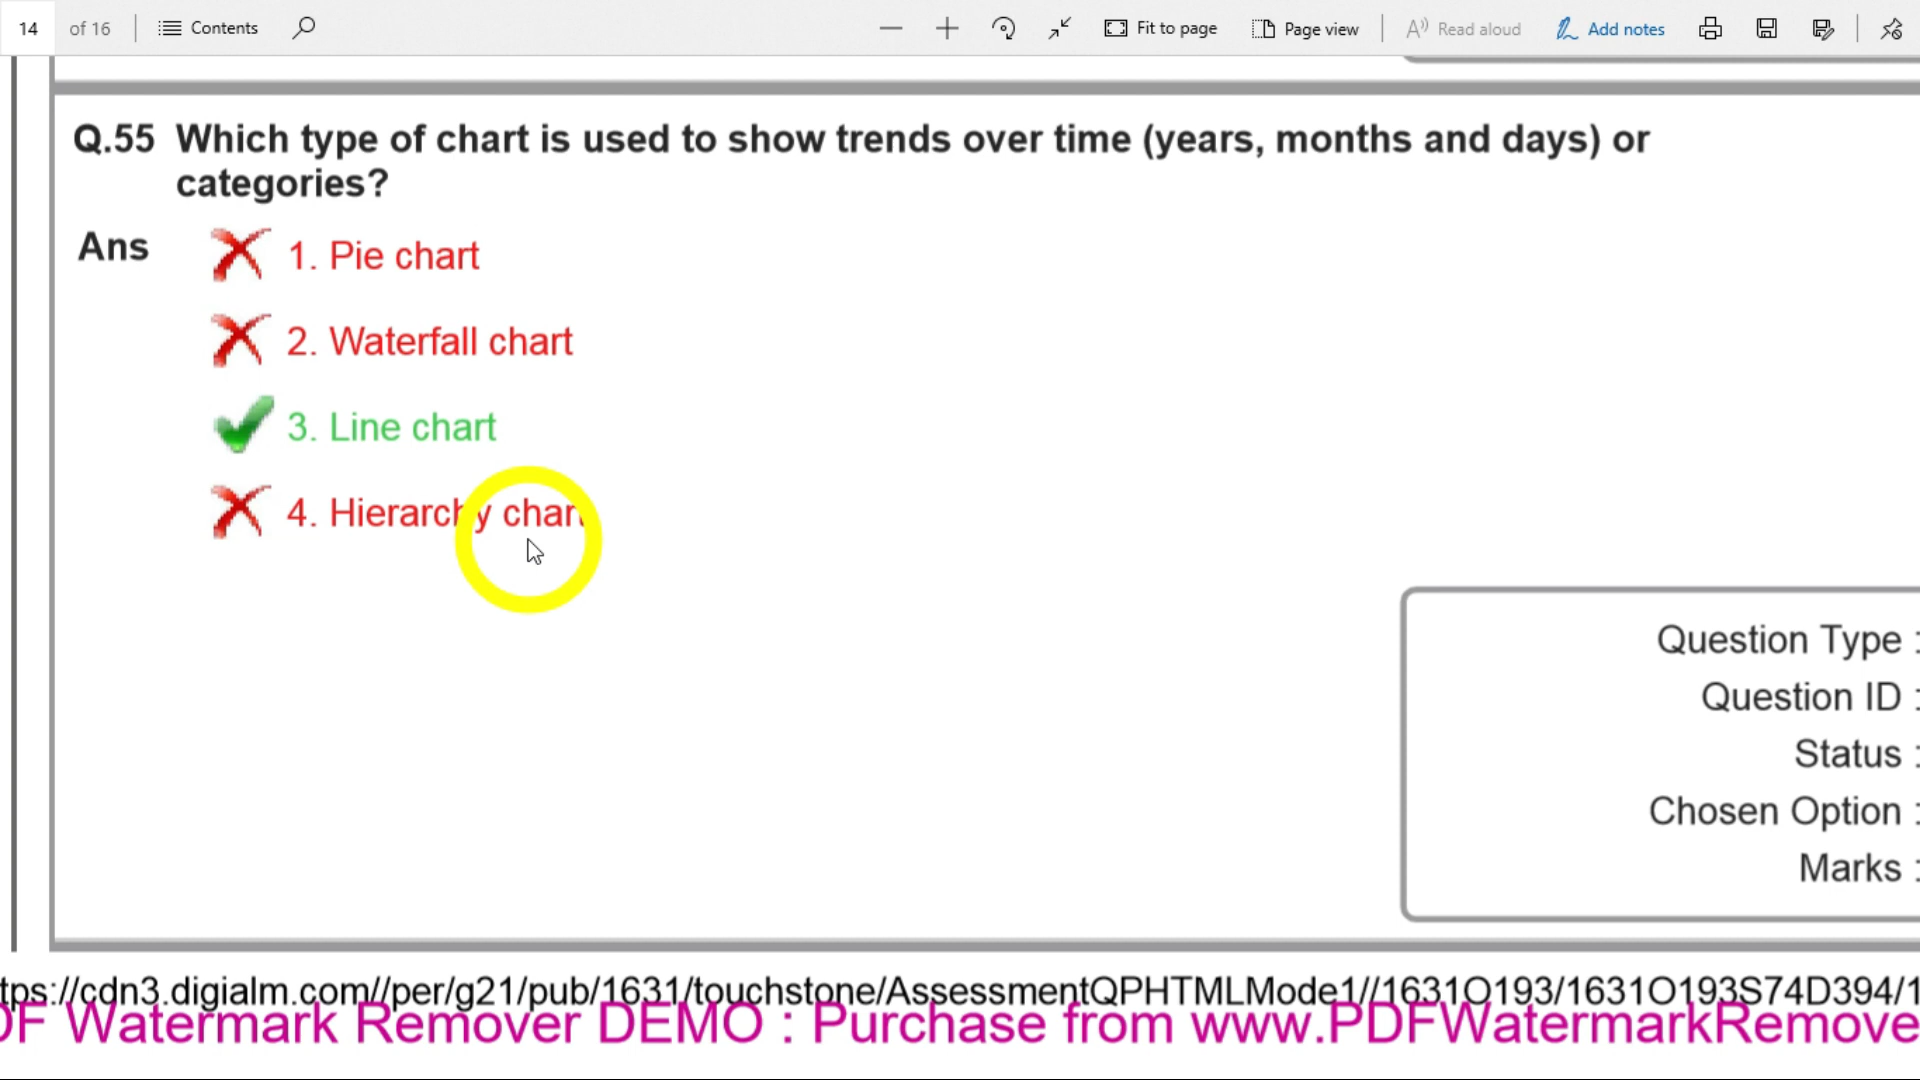 14 of 16 Contents Fit to page Page view Read aloud Add notes
Q.55 Which type of chart is used to show trends over time (years, months and days) or
categories?
Ans 1. Pie chart
2. Waterfall chart
3. Line chart
4. Hierarchy chart
Question Type :
Question ID :
Status :
Chosen Option :
Marks :
tps://cdn3.digialm.com//per/g21/pub/1631/touchstone/AssessmentQPHTMLMode1//1631O193/1631O193S74D394/1
DF Watermark Remover DEMO : Purchase from www.PDFWatermarkRemove